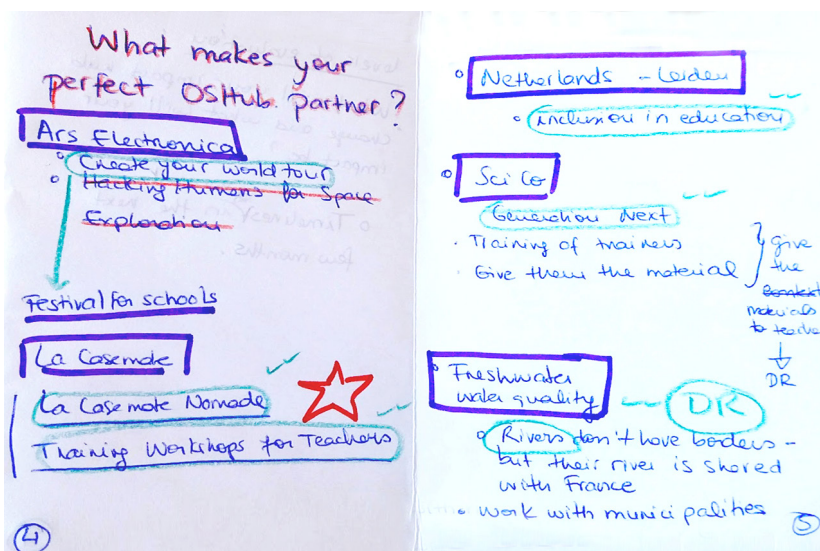 What makes your
perfect OSHub partner?
Ars Electronica
Create your world tour
Hacking Humans for Space
Exploration
Festival for schools
La Casemate
La Casemate Nomade
Training Workshops for Teachers
4
Netherlands - Leiden
Inclusion in education
SciCo
Generation Next
Training of trainers
Give them the material
give
the
materials
to teache
DR
Freshwater
water quality
DR
Rivers don't have borders -
but their river is shared
with France
Work with municipalities
5